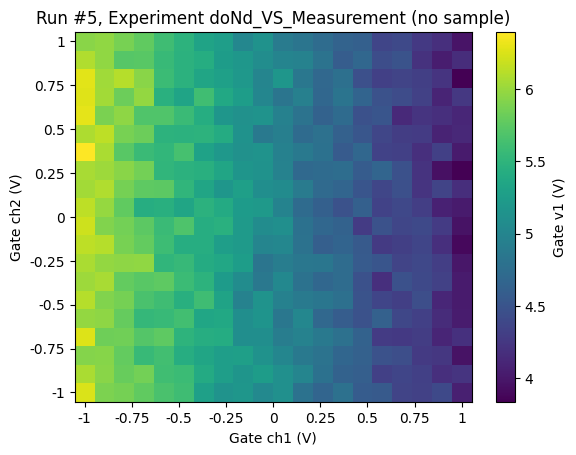 Run #5, Experiment doNd_VS_Measurement (no sample)
1
0.75
0.5
0.25
0
-0.25
-0.5
-0.75
-1
Gate ch2 (V)
-1 -0.75 -0.5 -0.25 0 0.25 0.5 0.75 1
Gate ch1 (V)
6
5.5
5
4.5
4
Gate v1 (V)